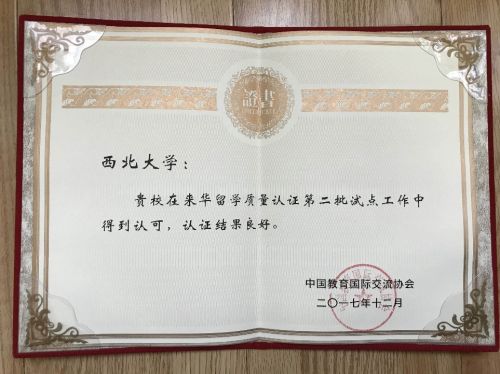 證書
西北大学：
贵校在来华留学质量认证第二批试点工作中
得到认可，认证结果良好。
中国教育国际交流协会
二〇一七年十二月